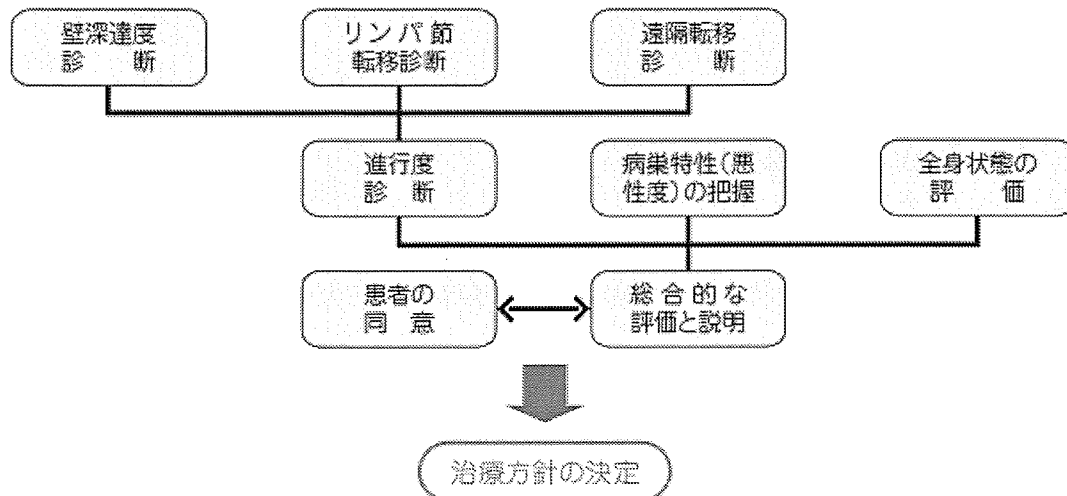 壁深達度
診　断
リンパ節
転移診断
遠隔転移
診　断
進行度
診　断
病巣特性(悪
性度)の把握
全身状態の
評　価
患者の
同　意
総合的な
評価と説明
治療方針の決定